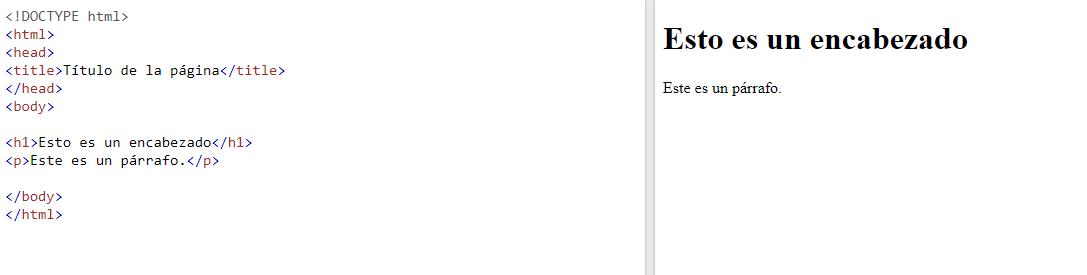 <!DOCTYPE html>
<html>
<head>
<title>Título de la página</title>
</head>
<body>
<h1>Esto es un encabezado</h1>
<p>Este es un párrafo.</p>
</body>
</html>
Esto es un encabezado
Este es un párrafo.